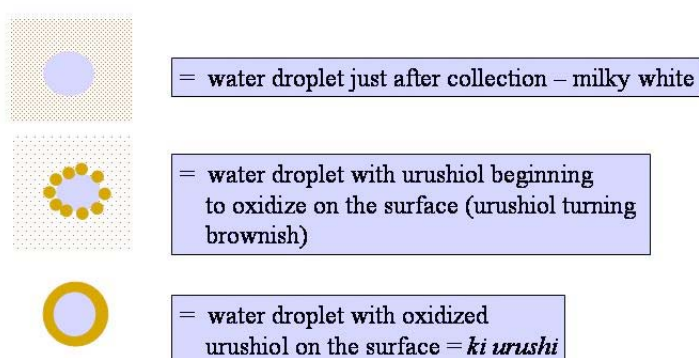 = water droplet just after collection – milky white
= water droplet with urushiol beginning
to oxidize on the surface (urushiol turning
brownish)
= water droplet with oxidized
urushiol on the surface = ki urushi